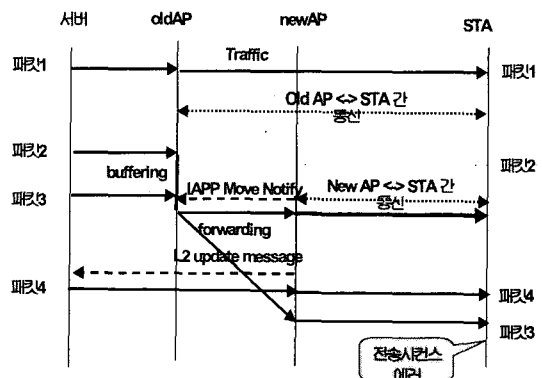 서버 oldAP newAP STA
Traffic
패킷1 패킷1
Old AP <-> STA 간
통신
패킷2 패킷2
buffering
패킷3 IAPP Move Notify New AP <-> STA 간
통신
forwarding
L2 update message
패킷4 패킷4
패킷3
전송시컨스
에러